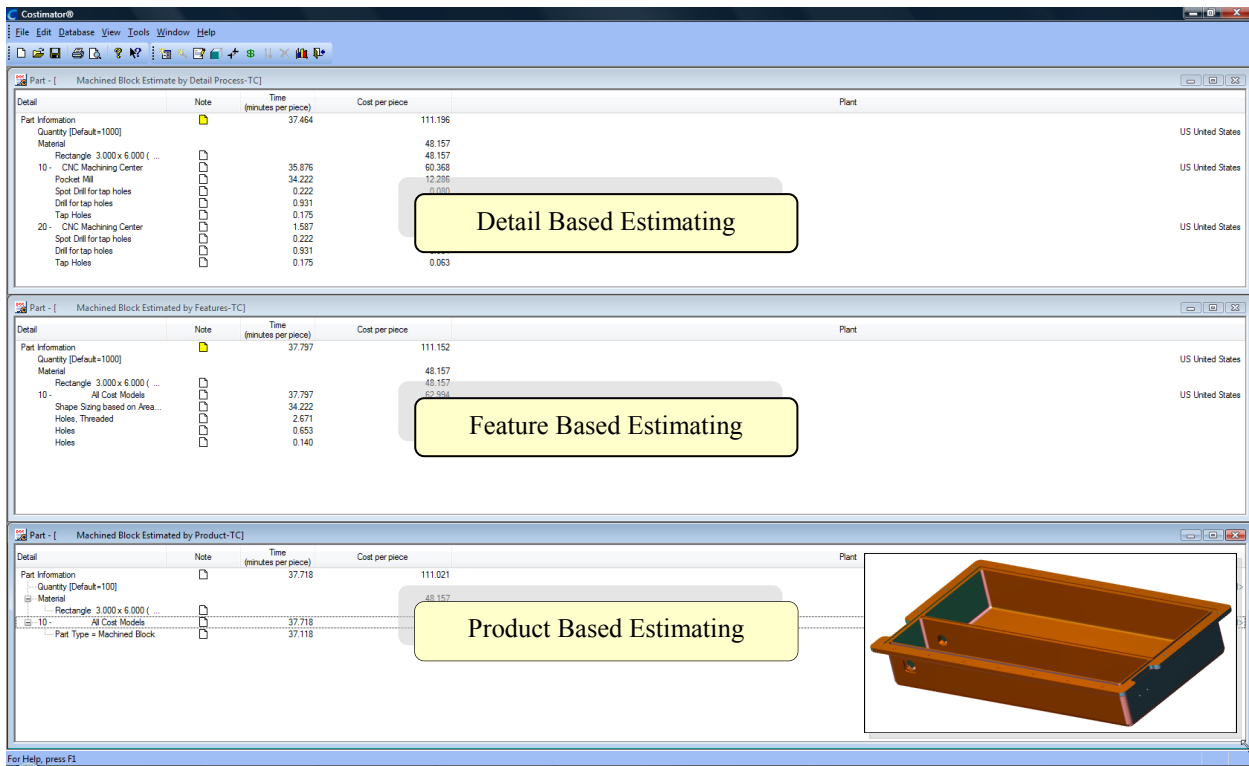 Costimator®
File Edit Database View Tools Window Help
Part - [ Machined Block Estimate by Detail Process-TC]
Detail Note Time (minutes per piece) Cost per piece Plant
Part Information 37.464 111.196
Quantity [Default=1000] US United States
Material 48.157
Rectangle 3.000 x 6.000 ( ... 48.157
10 - CNC Machining Center 35.876 60.368 US United States
Pocket Mill 34.222 12.286
Spot Drill for tap holes 0.222 0.080
Drill for tap holes 0.931
Tap Holes 0.175
20 - CNC Machining Center 1.587 US United States
Spot Drill for tap holes 0.222
Drill for tap holes 0.931
Tap Holes 0.175 0.063
Detail Based Estimating
Part - [ Machined Block Estimated by Features-TC]
Detail Note Time (minutes per piece) Cost per piece Plant
Part Information 37.797 111.152
Quantity [Default=1000] US United States
Material 48.157
Rectangle 3.000 x 6.000 ( ... 48.157
10 - All Cost Models 37.797 62.994 US United States
Shape Sizing based on Area... 34.222
Holes, Threaded 2.671
Holes 0.653
Holes 0.140
Feature Based Estimating
Part - [ Machined Block Estimated by Product-TC]
Detail Note Time (minutes per piece) Cost per piece Plant
Part Information 37.718 111.021
Quantity [Default=100]
Material 48.157
Rectangle 3.000 x 6.000 ( ...
10 - All Cost Models 37.718
Part Type = Machined Block 37.118
Product Based Estimating
For Help, press F1